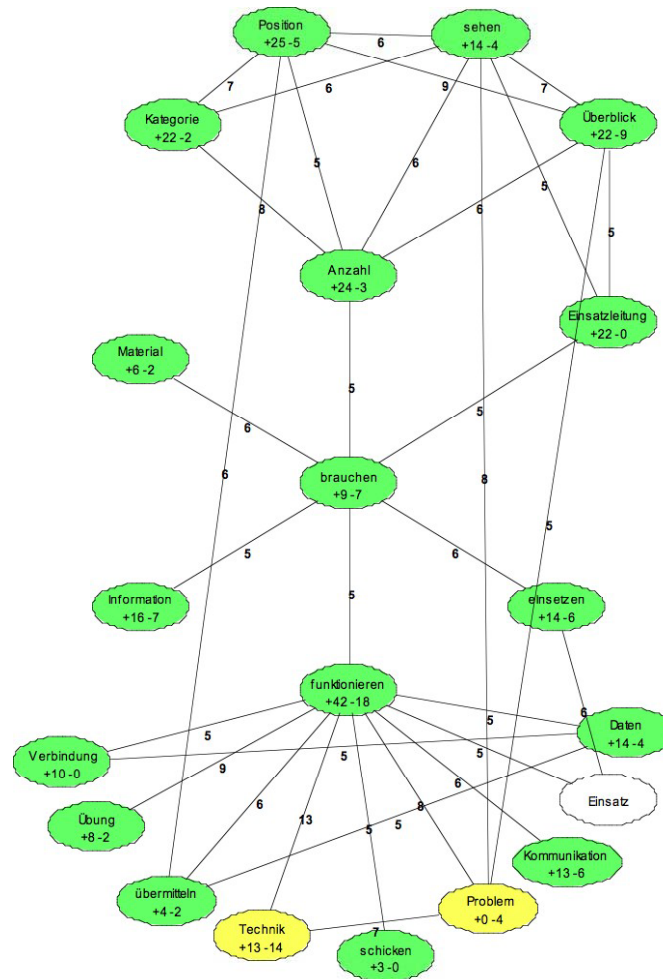 Position
+25 -5
6
sehen
+14 -4
7
6
9
7
Kategorie
+22 -2
Überblick
+22 -9
5
6
5
8
6
5
Anzahl
+24 -3
Einsatzleitung
+22 -0
Material
+6 -2
5
5
6
6
8
5
brauchen
+9 -7
5
6
5
Information
+16 -7
eInsetzen
+14 -6
funktionieren
+42 -18
5
5
6
Daten
+14 -4
Verbindung
+10 -0
5
5
9
6
6
Einsatz
Übung
+8 -2
13
5
5
8
Kommunikation
+13 -6
übermitteln
+4 -2
Problem
+0 -4
Technik
+13 -14
7
schicken
+3 -0